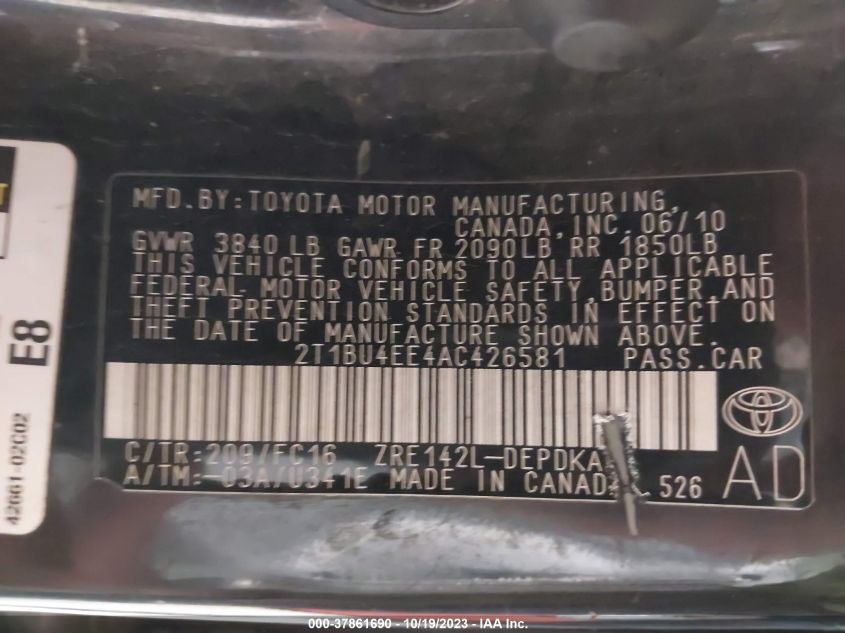 MFD. BY: TOYOTA MOTOR MANUFACTURING,
CANADA, INC. 06/10
GVWR 3840 LB GAWR FR 2090LB RR 1850LB
THIS VEHICLE CONFORMS TO ALL APPLICABLE
FEDERAL MOTOR VEHICLE SAFETY, BUMPER, AND
THEFT PREVENTION STANDARDS IN EFFECT ON
THE DATE OF MANUFACTURE SHOWN ABOVE.
2T1BU4EE4AC426581 PASS. CAR
C/TR: 209/FC16 ZRE142L-DEPDKA
A/TM: -03A/U341E MADE IN CANADA 526
AD
E8
42661-02C02
000-37861690 - 10/19/2023 - IAA Inc.